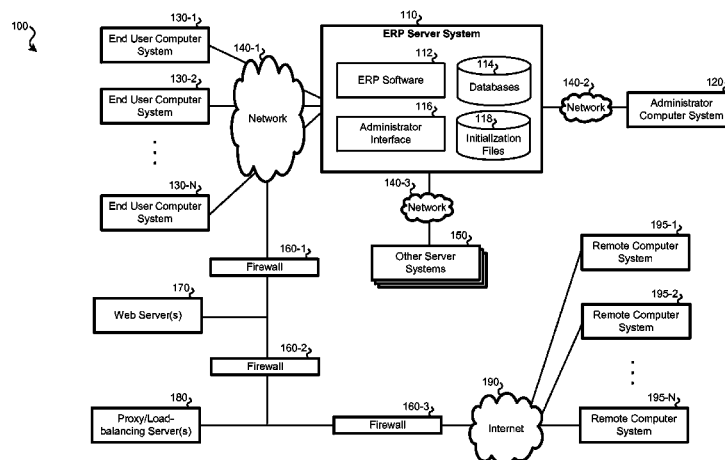 100
130-1
End User Computer
System
130-2
End User Computer
System
130-N
End User Computer
System
140-1
Network
110
ERP Server System
112
ERP Software
114
Databases
116
Administrator
Interface
118
Initialization
Files
140-2
Network
120
Administrator
Computer System
140-3
Network
150
Other Server
Systems
160-1
Firewall
170
Web Server(s)
160-2
Firewall
180
Proxy/Load-
balancing Server(s)
160-3
Firewall
190
Internet
195-1
Remote Computer
System
195-2
Remote Computer
System
195-N
Remote Computer
System